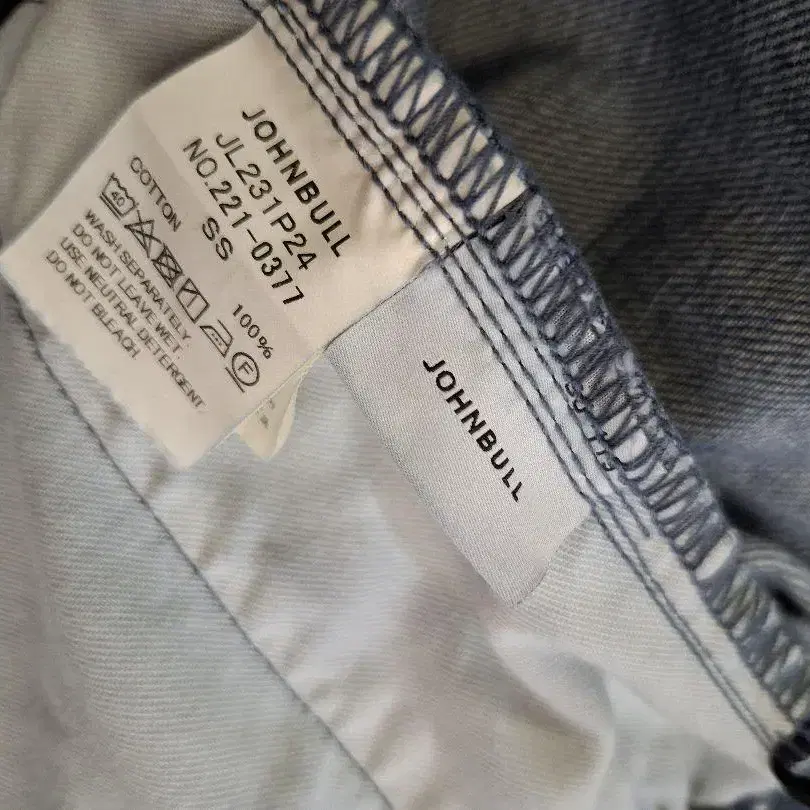 JOHNBULL
JL231P24
NO.221-0377
SS
COTTON 100%
40
F
WASH SEPARATELY.
DO NOT LEAVE WET.
USE NEUTRAL DETERGENT.
DO NOT BLEACH
JOHNBULL